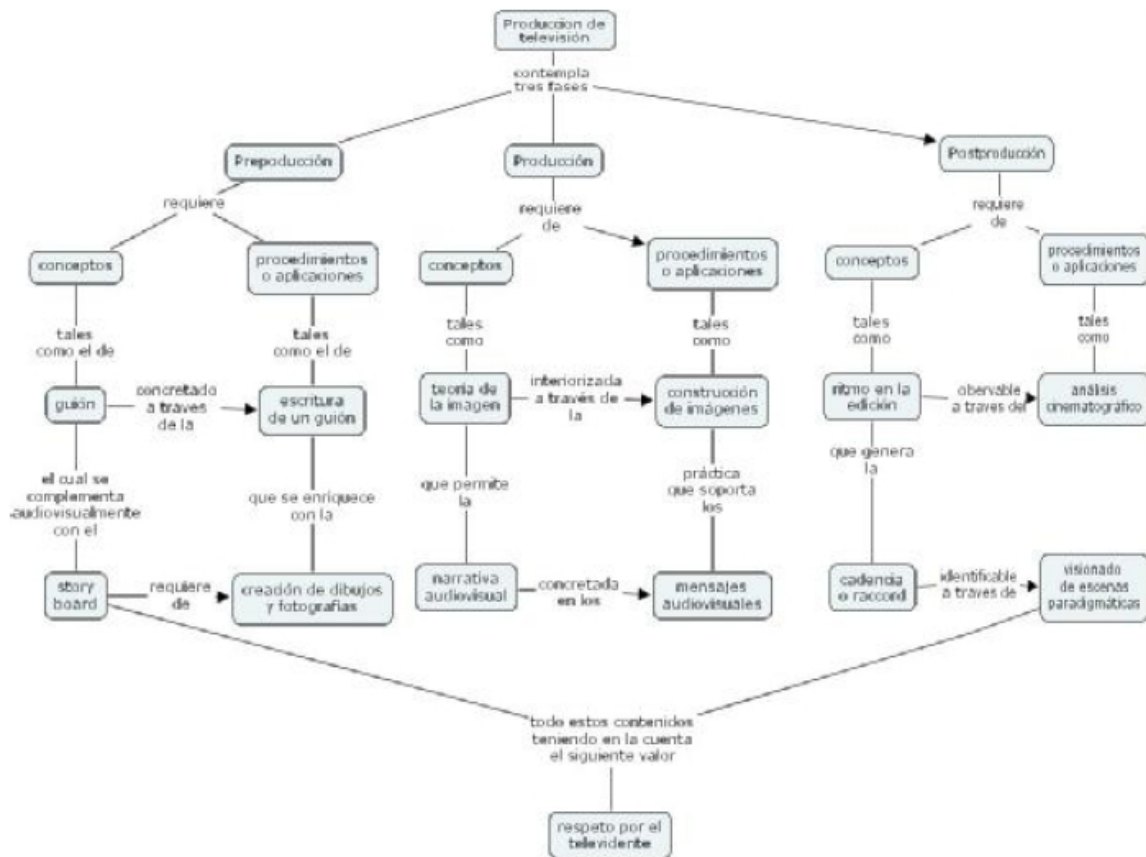 Produccion de
televisión
contempla
tres fases
Prepoducción
Producción
Postproducción
requiere
requiere
de
requiere
de
conceptos
procedimientos
o aplicaciones
conceptos
procedimientos
o aplicaciones
conceptos
procedimientos
o aplicaciones
tales
como el de
tales
como el de
tales
como
tales
como
tales
como
tales
como
guión
concretado
a través
de la
escritura
de un guión
teoría de
la imagen
interiorizada
a través de
la
construcción
de imágenes
ritmo en la
edición
obervable
a traves del
análisis
cinematográfico
el cual se
complementa
audiovisualmente
con el
que se enriquece
con la
que permite
la
práctica
que soporta
los
que genera
la
story
board
requiere
de
creación de dibujos
y fotografias
narrativa
audiovisual
concretada
en los
mensajes
audiovisuales
cadencia
o raccord
identificable
a través de
visionado
de escenas
paradigmáticas
todo estos contenidos
teniendo en la cuenta
el siguiente valor
respeto por el
televidente